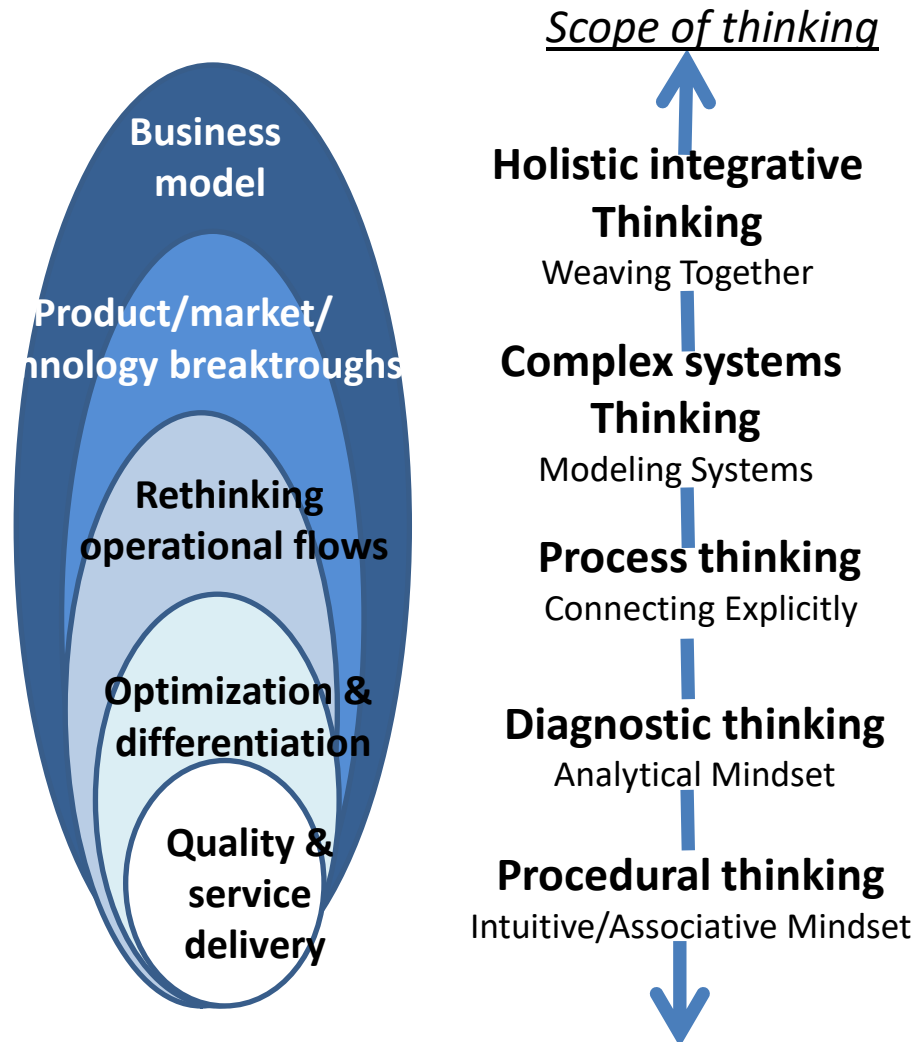 Scope of thinking
Business
model
Product/market/
hnology breaktroughs
Rethinking
operational flows
Optimization &
differentiation
Quality &
service
delivery
Holistic integrative
Thinking
Weaving Together
Complex systems
Thinking
Modeling Systems
Process thinking
Connecting Explicitly
Diagnostic thinking
Analytical Mindset
Procedural thinking
Intuitive/Associative Mindset